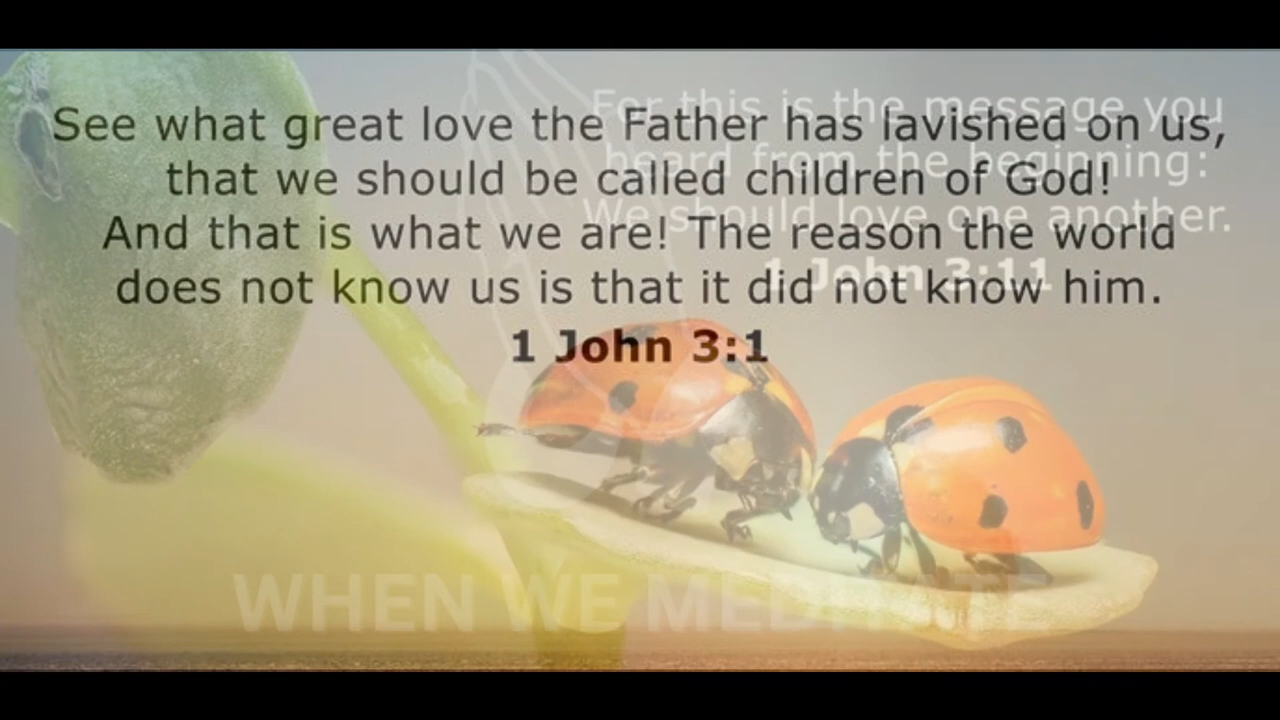 See what great love the Father has lavished on us,
that we should be called children of God!
And that is what we are! The reason the world
does not know us is that it did not know him.
1 John 3:1
For this is the message you
heard from the beginning:
We should love one another.
1 John 3:11
WHEN WE MEDITATE